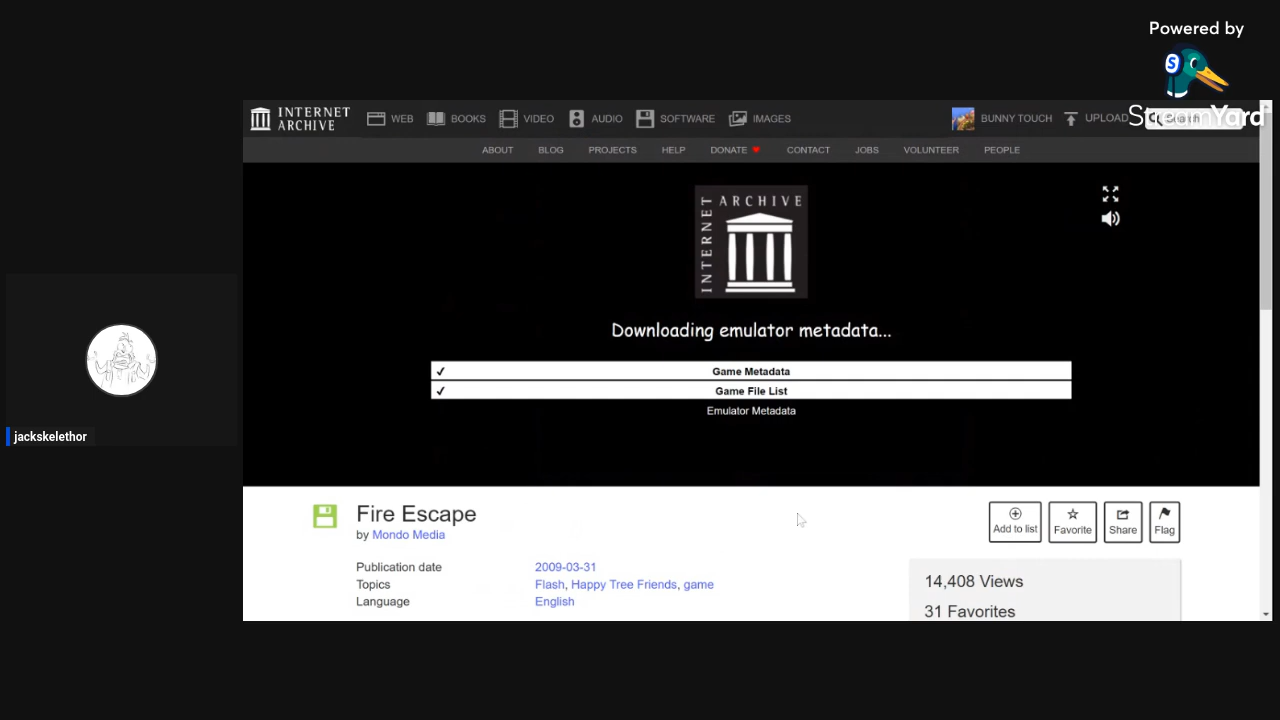 Powered by
StreamYard
INTERNET ARCHIVE
WEB
BOOKS
VIDEO
AUDIO
SOFTWARE
IMAGES
BUNNY TOUCH
UPLOAD
Search
ABOUT
BLOG
PROJECTS
HELP
DONATE
CONTACT
JOBS
VOLUNTEER
PEOPLE
INTERNET ARCHIVE
Downloading emulator metadata...
✓ Game Metadata
✓ Game File List
Emulator Metadata
jackskelethor
Fire Escape
by Mondo Media
Add to list
Favorite
Share
Flag
Publication date 2009-03-31
Topics Flash, Happy Tree Friends, game
Language English
14,408 Views
31 Favorites